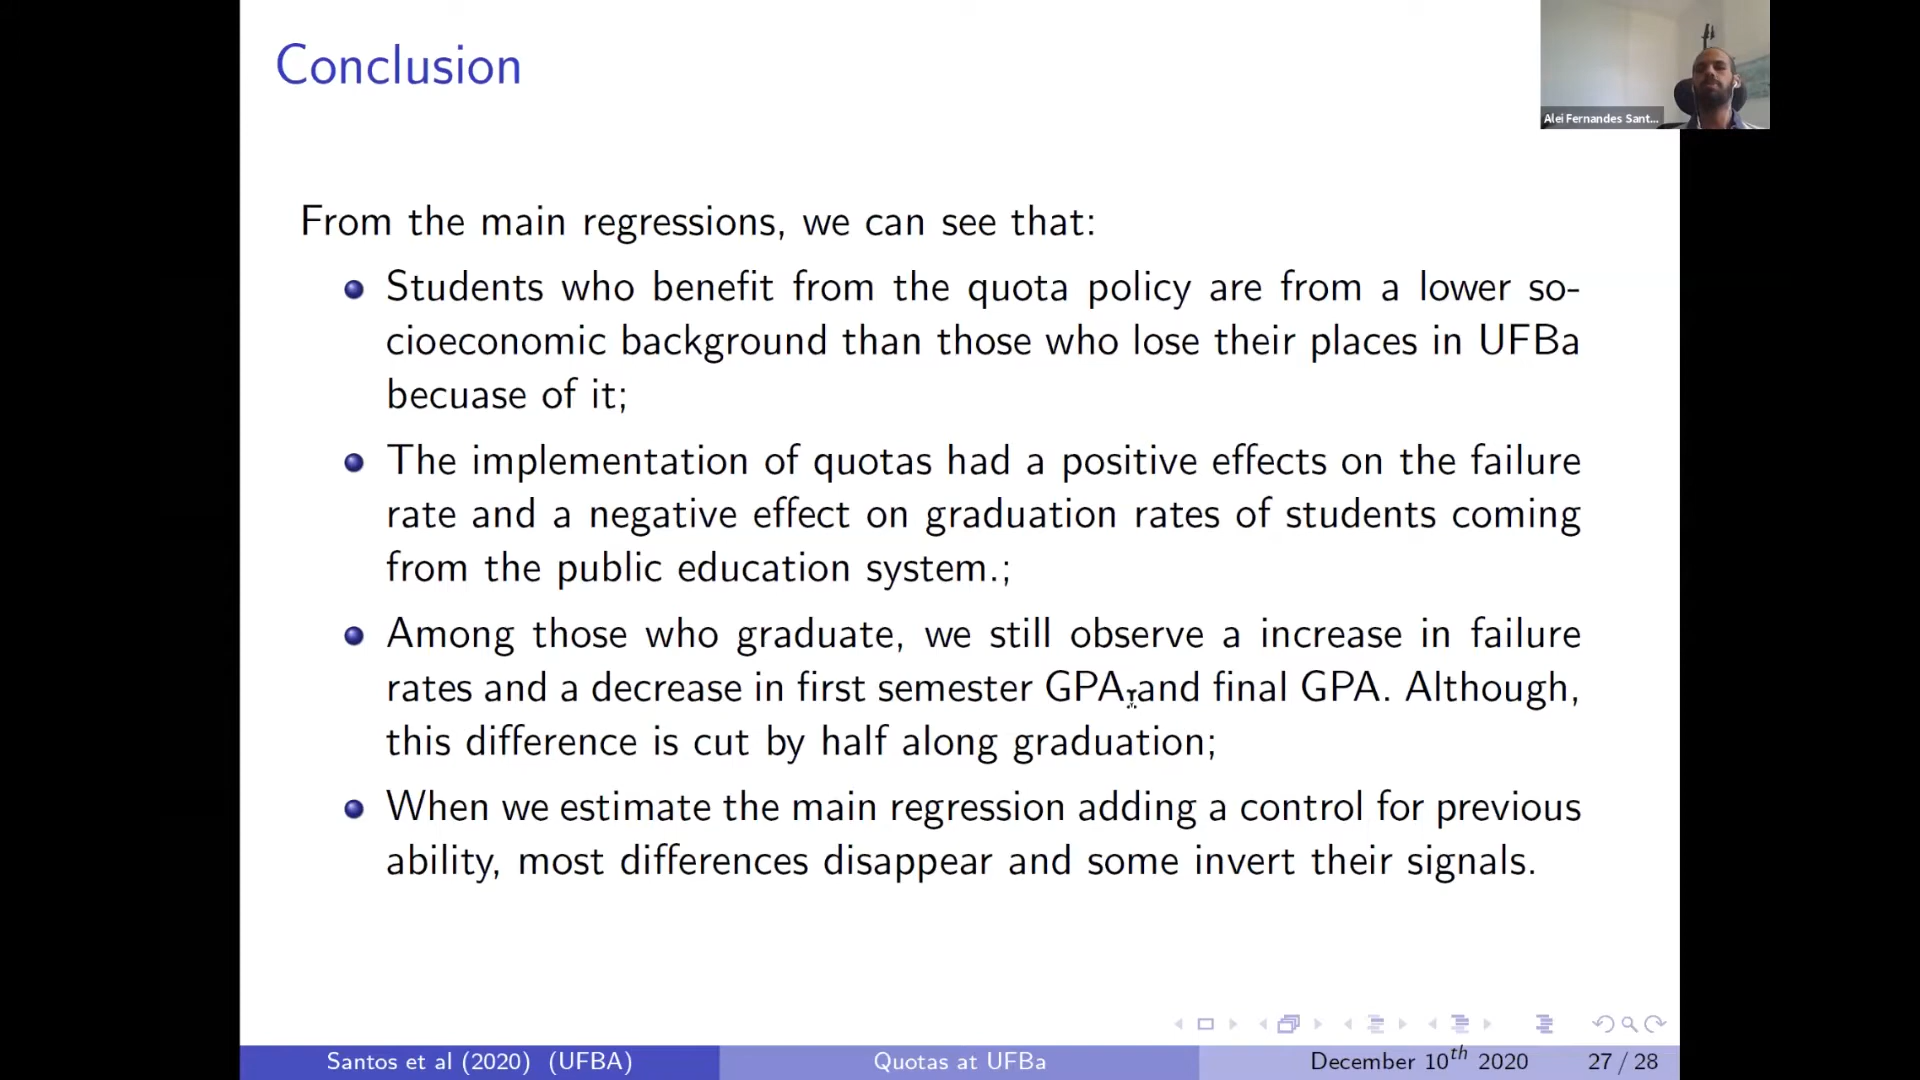 Conclusion
Alei Fernandes Sant...
From the main regressions, we can see that:
Students who benefit from the quota policy are from a lower so-
cioeconomic background than those who lose their places in UFBa
becuase of it;
The implementation of quotas had a positive effects on the failure
rate and a negative effect on graduation rates of students coming
from the public education system.;
Among those who graduate, we still observe a increase in failure
rates and a decrease in first semester GPA and final GPA. Although,
this difference is cut by half along graduation;
When we estimate the main regression adding a control for previous
ability, most differences disappear and some invert their signals.
Santos et al (2020) (UFBA) Quotas at UFBa December 10th 2020 27 / 28